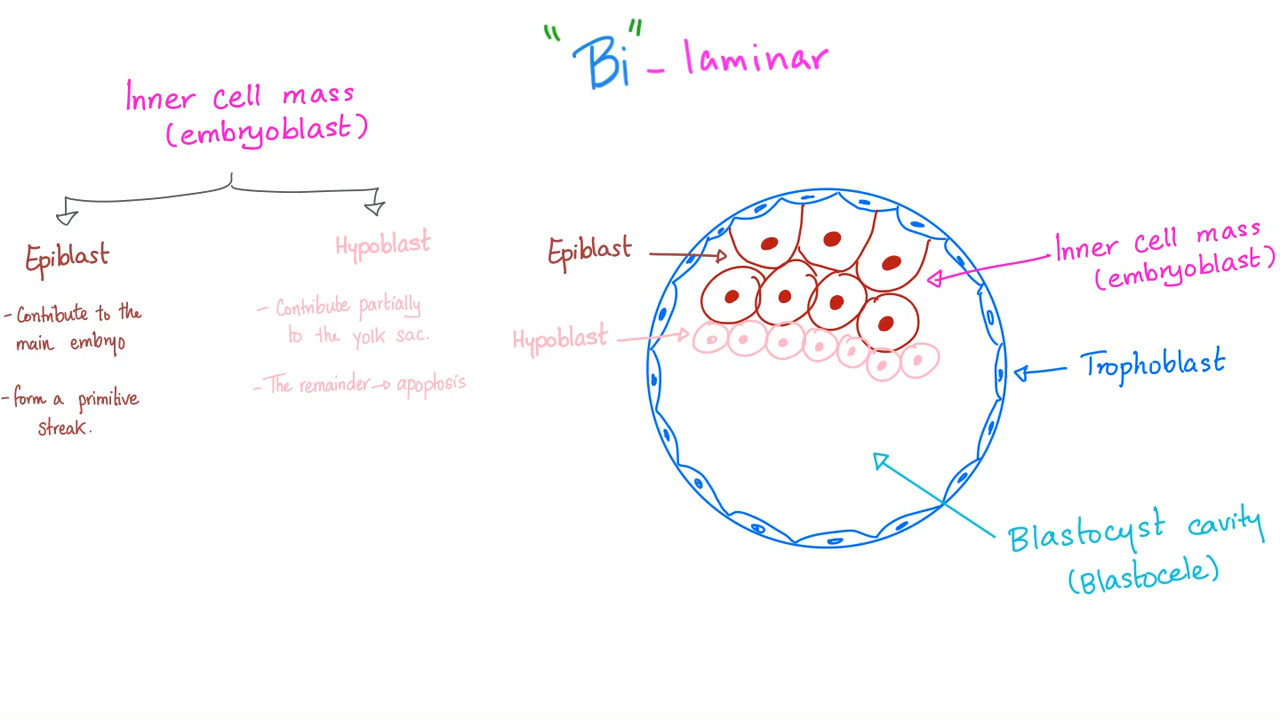 "Bi" - laminar
Inner cell mass
(embryoblast)
Epiblast
- Contribute to the
main embryo
- form a primitive
streak.
Hypoblast
- Contribute partially
to the yolk sac.
- The remainder → apoptosis
Epiblast
Hypoblast
Inner cell mass
(embryoblast)
Trophoblast
Blastocyst cavity
(Blastocele)